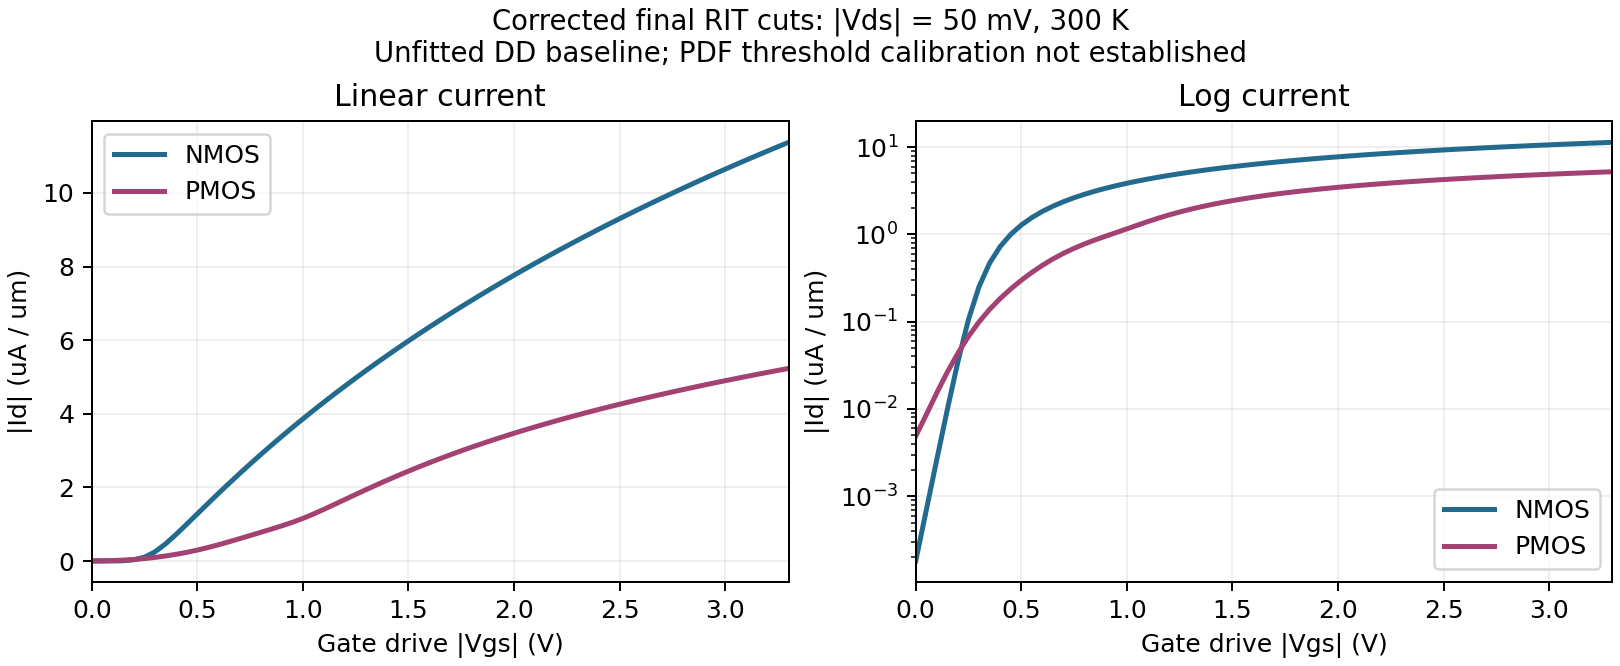 Corrected final RIT cuts: |Vds| = 50 mV, 300 K
Unfitted DD baseline; PDF threshold calibration not established
Linear current
NMOS
PMOS
|Id| (uA / um)
10
8
6
4
2
0
0.0 0.5 1.0 1.5 2.0 2.5 3.0
Gate drive |Vgs| (V)
Log current
|Id| (uA / um)
10¹
10⁰
10⁻¹
10⁻²
10⁻³
NMOS
PMOS
0.0 0.5 1.0 1.5 2.0 2.5 3.0
Gate drive |Vgs| (V)